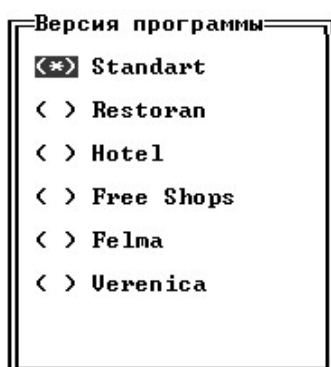 Версия программы
(*) Standart
( ) Restoran
( ) Hotel
( ) Free Shops
( ) Felma
( ) Verenica